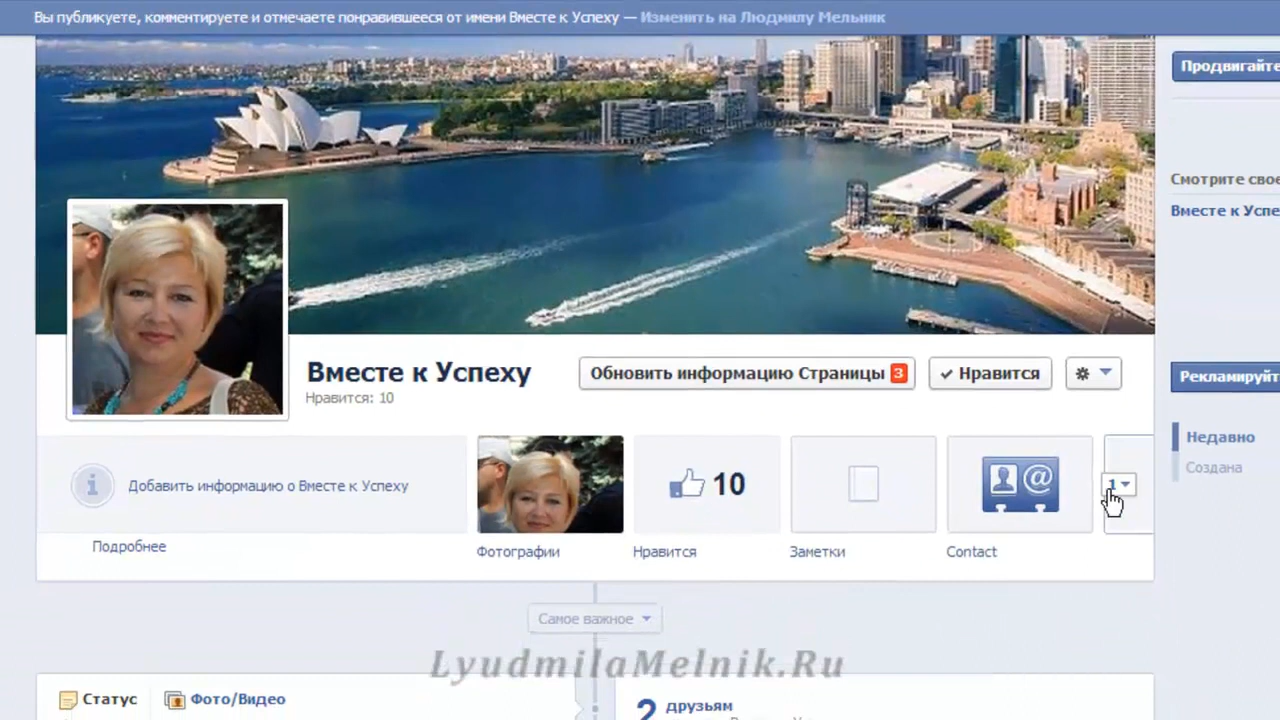 Вы публикуете, комментируете и отмечаете понравившееся от имени Вместе к Успеху — Изменить на Людмилу Мельник
Продвигайте
Смотрите свое
Вместе к Успе
Вместе к Успеху
Нравится: 10
Обновить информацию Страницы 3
Нравится
Рекламируйт
Недавно
Создана
Добавить информацию о Вместе к Успеху
Подробнее
10
1
Фотографии
Нравится
Заметки
Contact
Самое важное
LyudmilaMelnik.Ru
Статус
Фото/Видео
2 друзьям